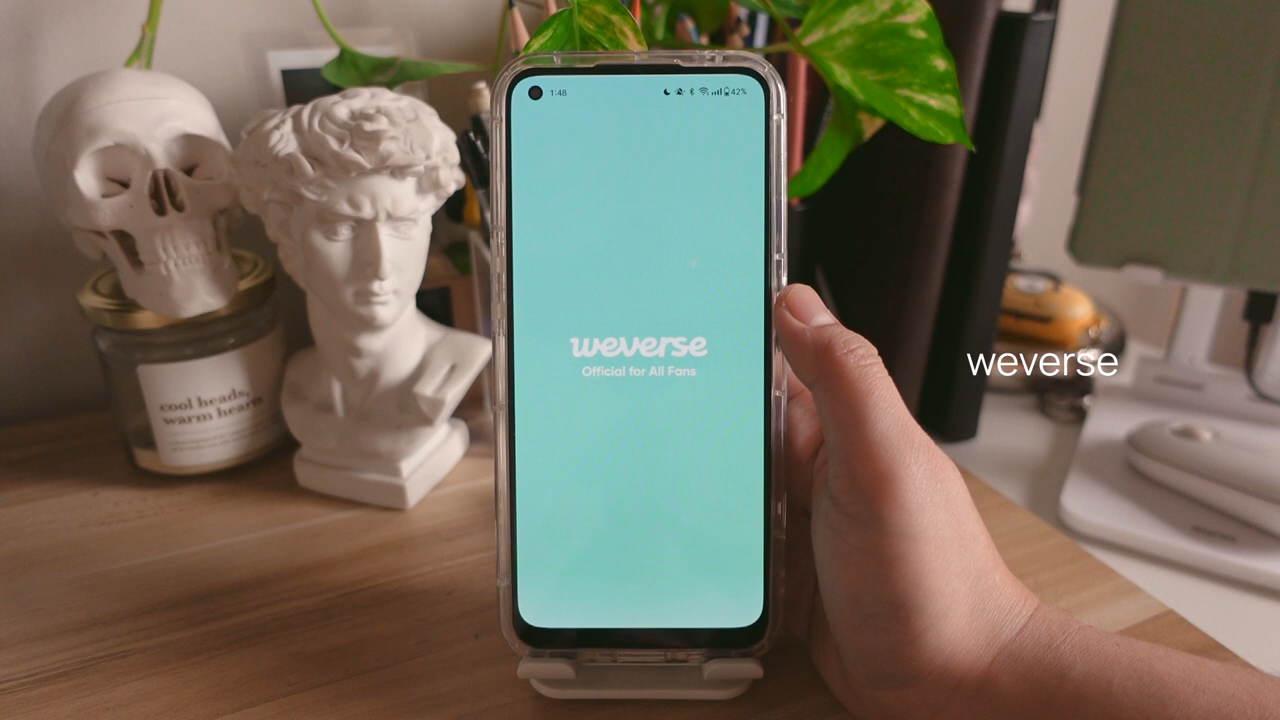 1:48
42%
weverse
Official for All Fans
cool heads,
warm hearts
weverse